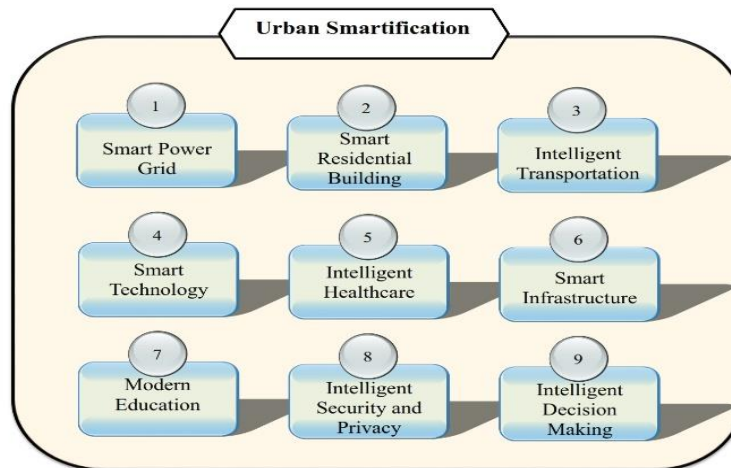 Urban Smartification
1
Smart Power
Grid
2
Smart
Residential
Building
3
Intelligent
Transportation
4
Smart
Technology
5
Intelligent
Healthcare
6
Smart
Infrastructure
7
Modern
Education
8
Intelligent
Security and
Privacy
9
Intelligent
Decision
Making